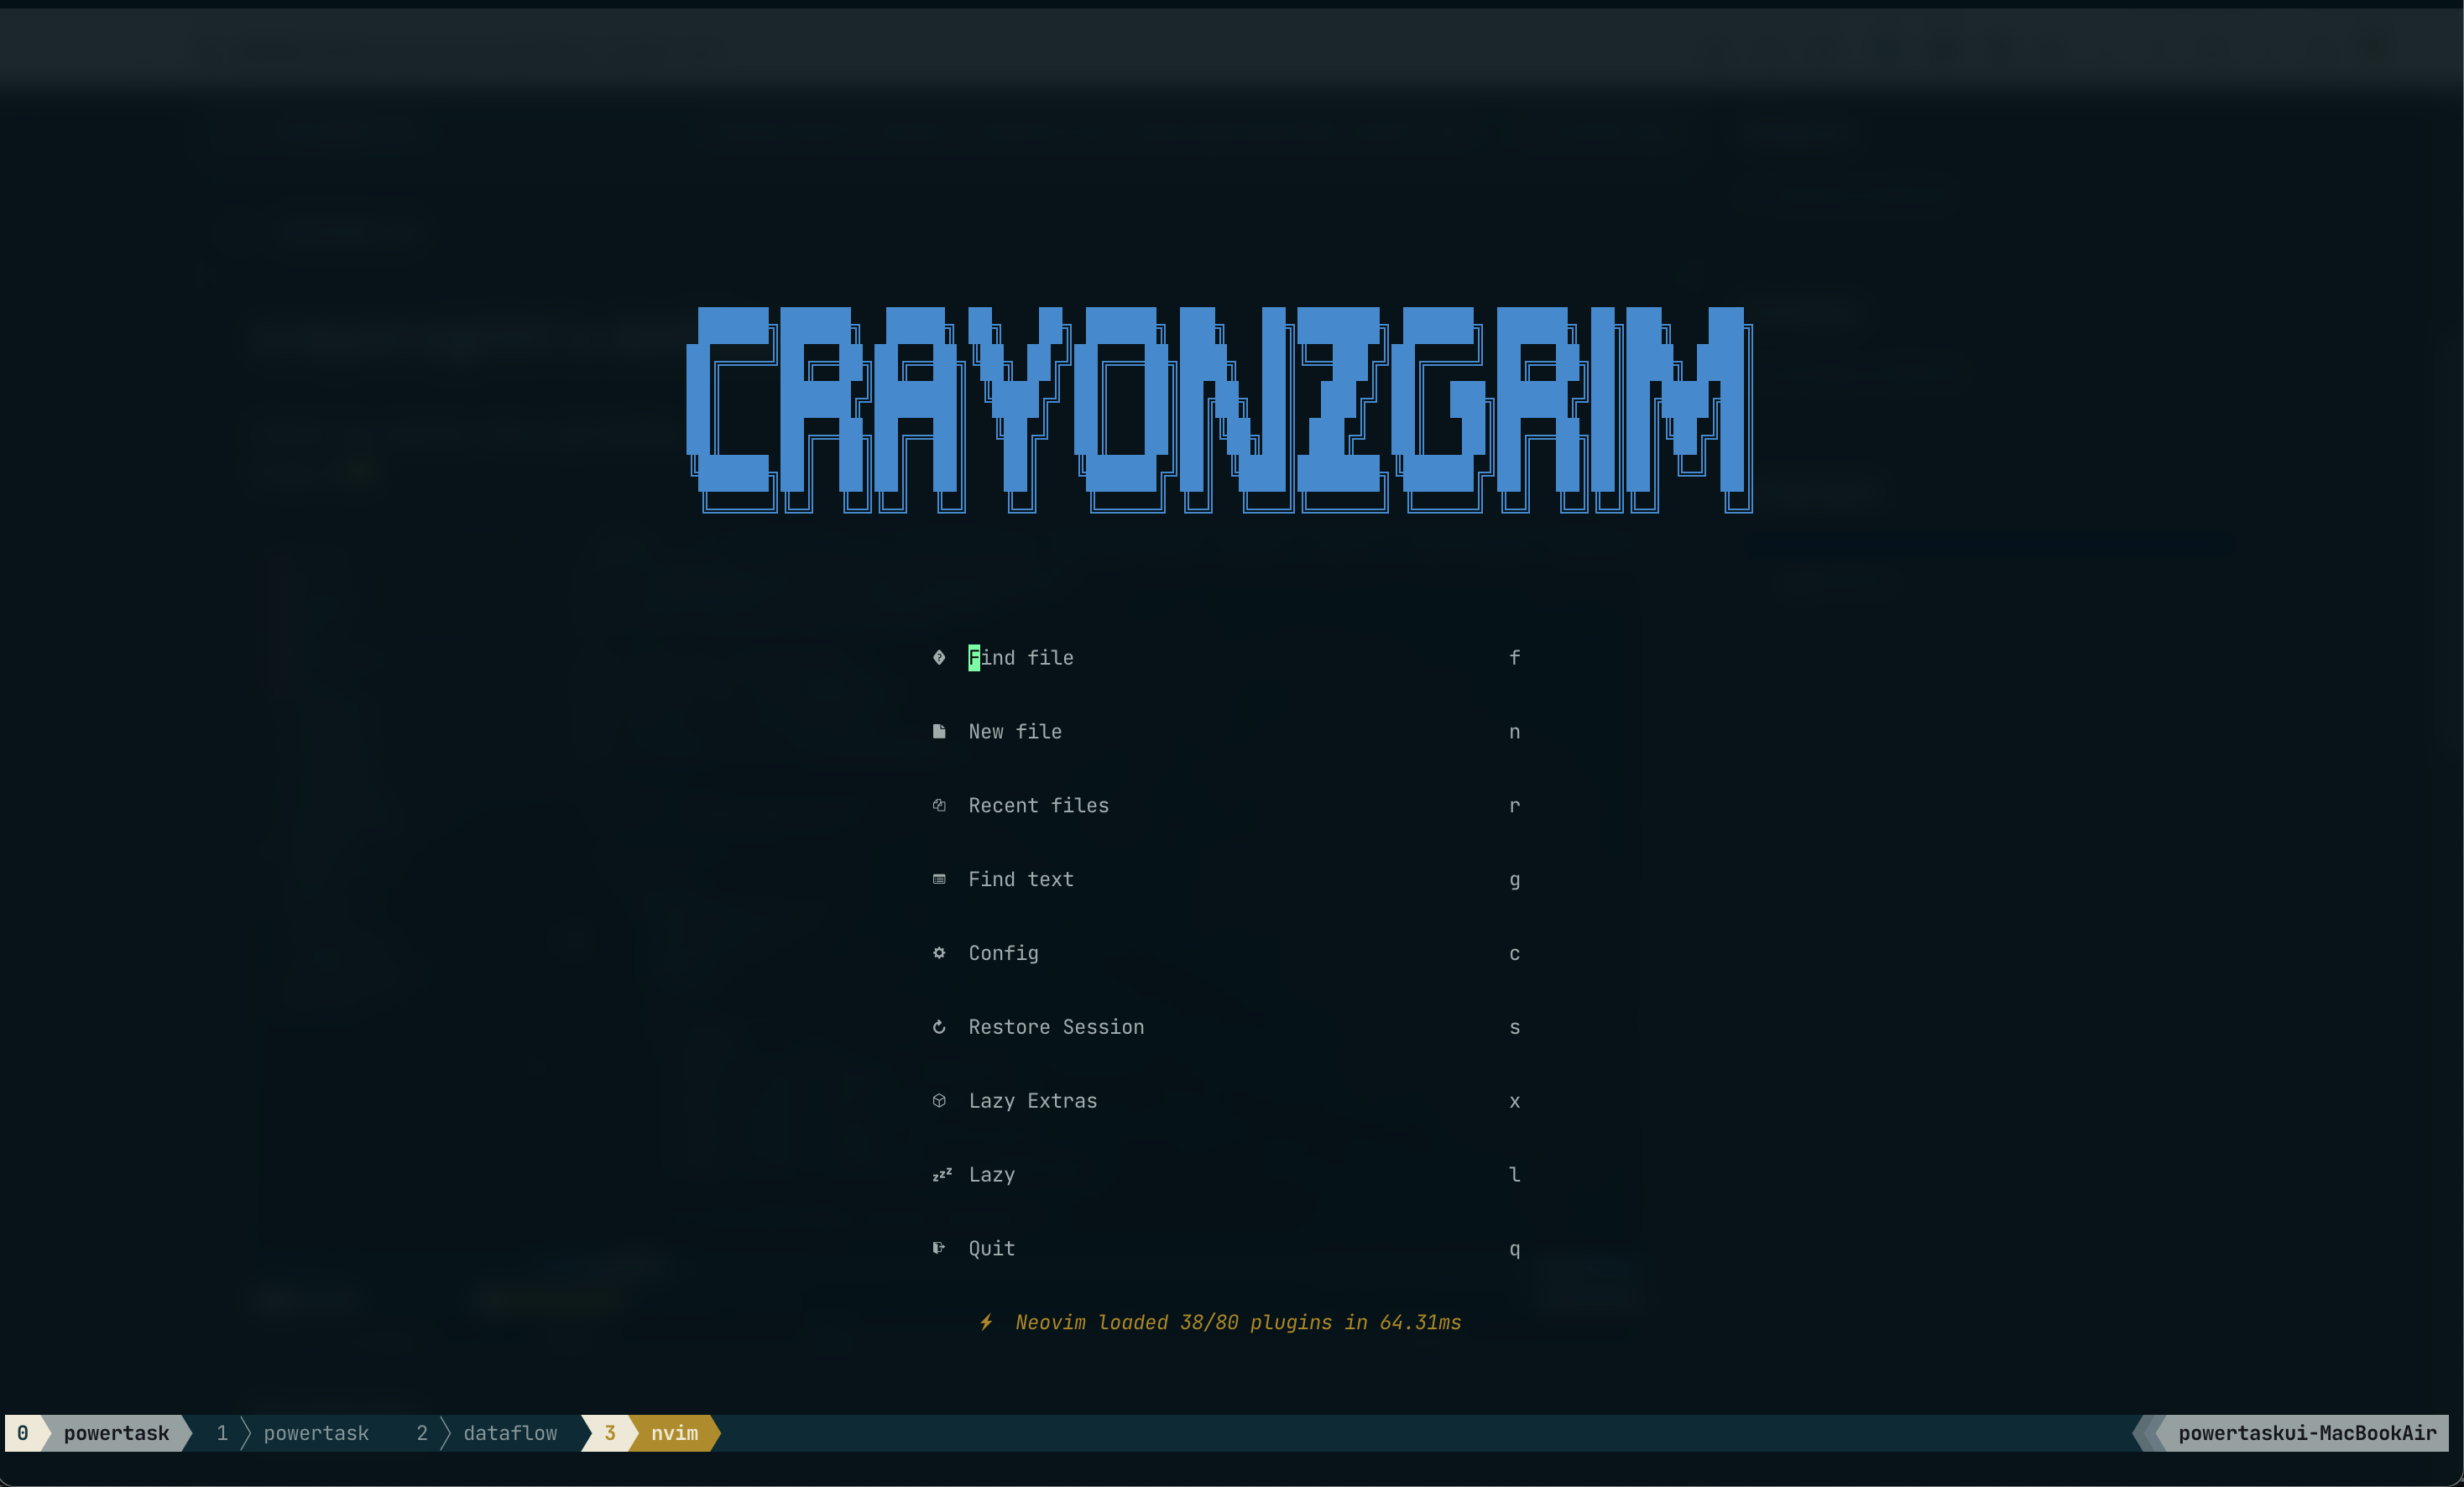 CRAYONZGRIM
Find file f
New file n
Recent files r
Find text g
Config c
Restore Session s
Lazy Extras x
zzz Lazy l
Quit q
Neovim loaded 38/80 plugins in 64.31ms
0 powertask 1 powertask 2 dataflow 3 nvim powertaskui-MacBookAir